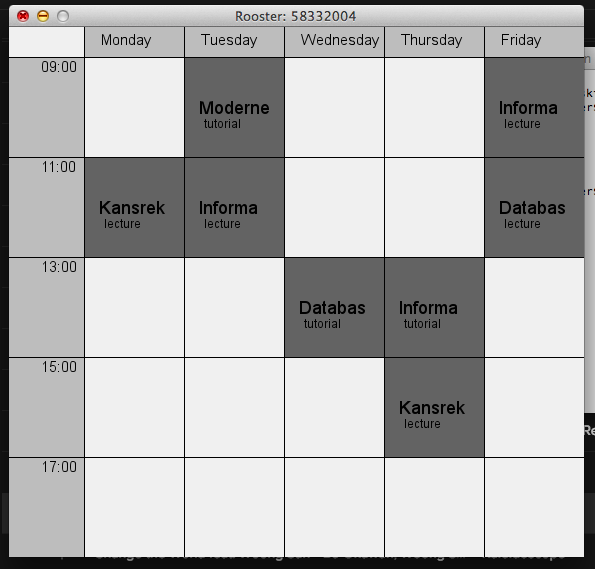 Rooster: 58332004
Monday Tuesday Wednesday Thursday Friday
09:00
Moderne
tutorial
Informa
lecture
11:00
Kansrek
lecture
Informa
lecture
Databas
lecture
13:00
Databas
tutorial
Informa
tutorial
15:00
Kansrek
lecture
17:00